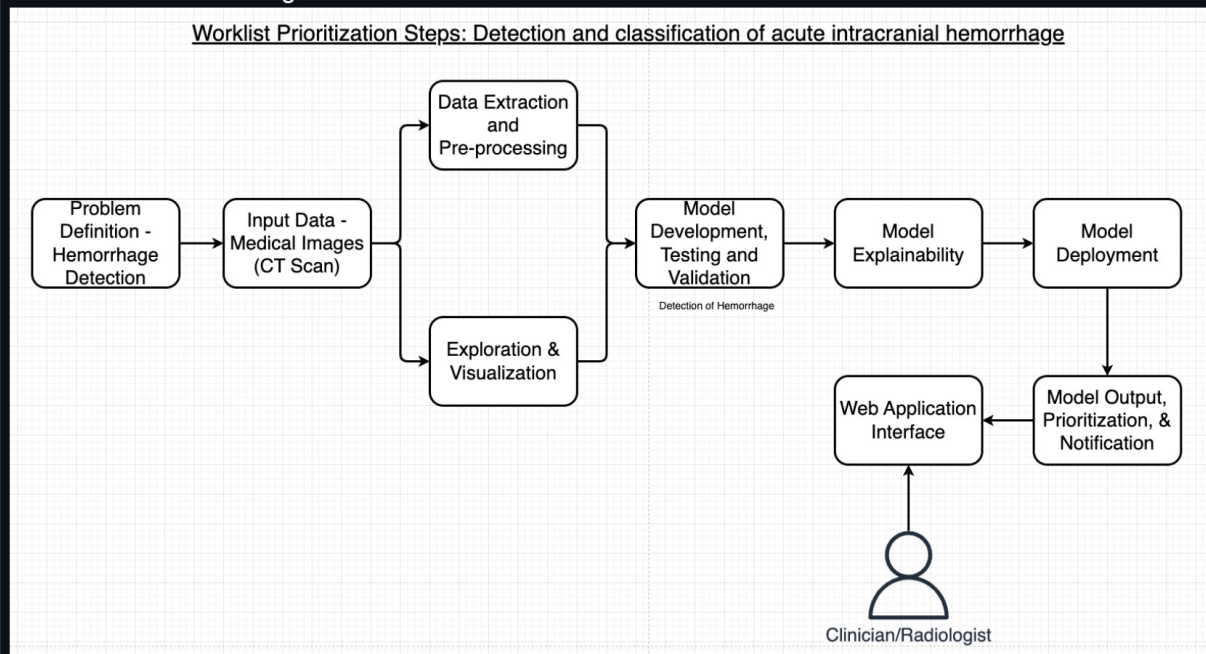 Worklist Prioritization Steps: Detection and classification of acute intracranial hemorrhage
Data Extraction
and
Pre-processing
Problem
Definition -
Hemorrhage
Detection
Input Data -
Medical Images
(CT Scan)
Exploration &
Visualization
Model
Development,
Testing and
Validation
Detection of Hemorrhage
Model
Explainability
Model
Deployment
Model Output,
Prioritization, &
Notification
Web Application
Interface
Clinician/Radiologist